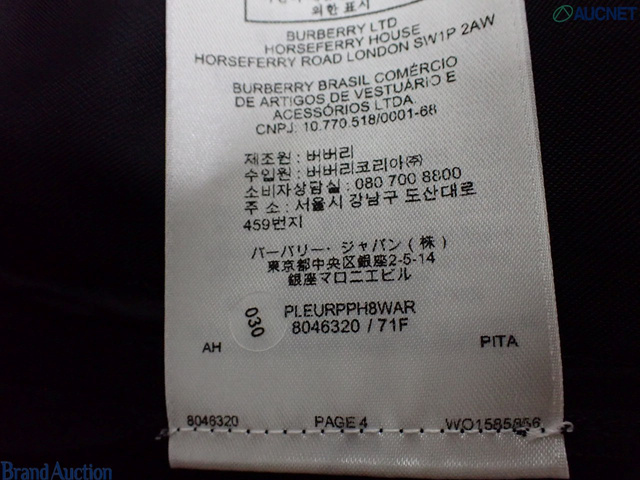 의한 표시
BURBERRY LTD
HORSEFERRY HOUSE
HORSEFERRY ROAD LONDON SW1P 2AW
BURBERRY BRASIL COMÉRCIO
DE ARTIGOS DE VESTUÁRIO E
ACESSÓRIOS LTDA.
CNPJ: 10.770.518/0001-68
제조원 : 버버리
수입원 : 버버리코리아㈜
소비자상담실 : 080 700 8800
주 소 : 서울시 강남구 도산대로
459번지
バーバリー・ジャパン(株)
東京都中央区銀座2-5-14
銀座マロニエビル
030
PLEURPPH8WAR
8046320 / 71F
AH
PITA
8046320
PAGE 4
WO1585856
AUCNET
Brand Auction